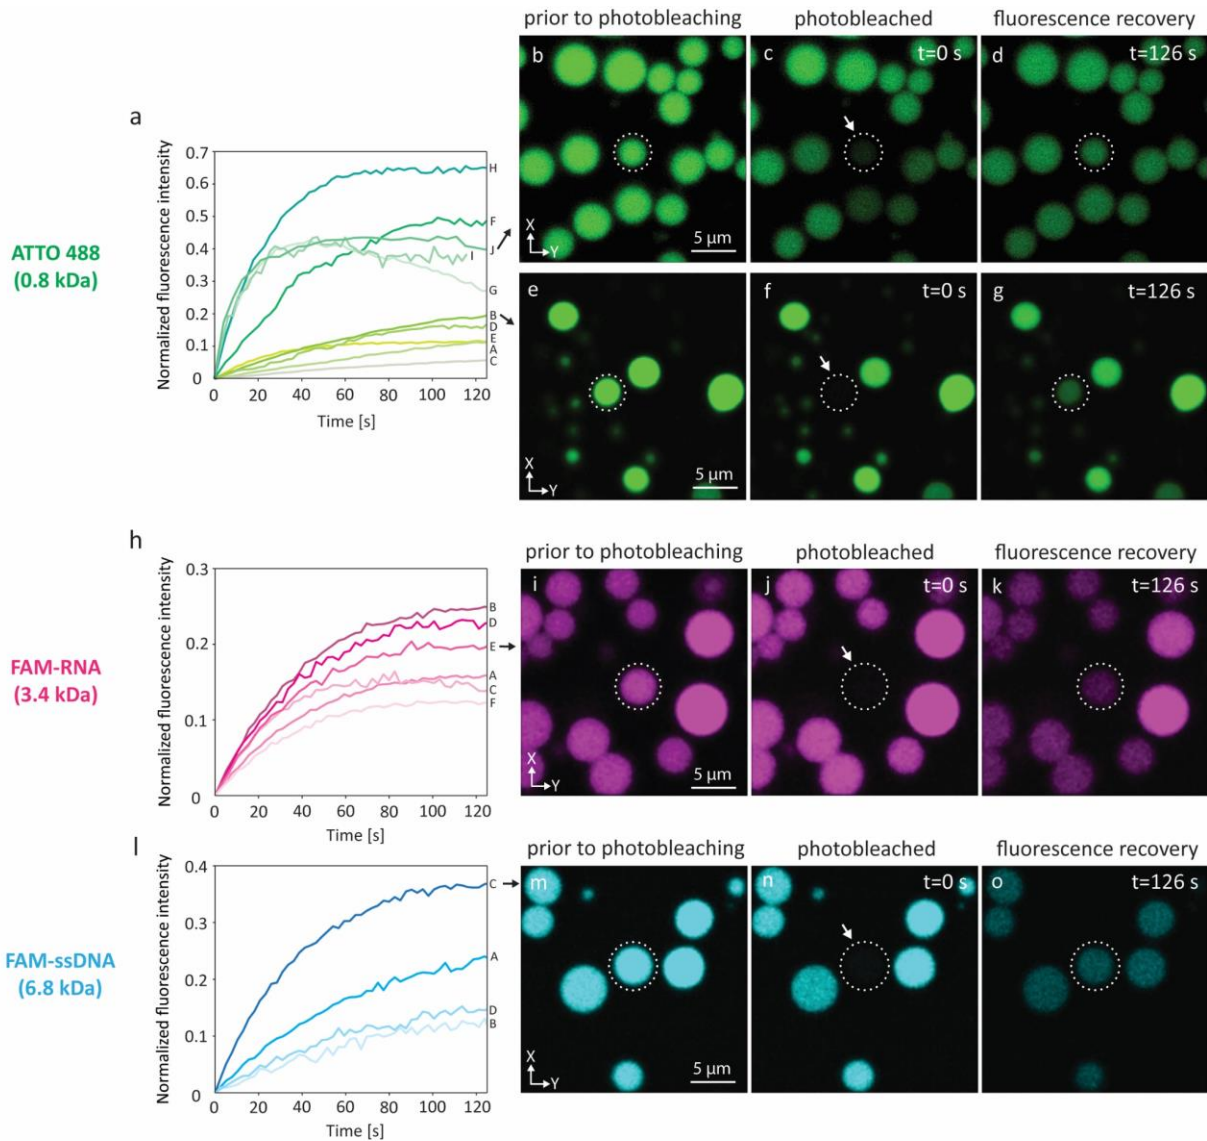 prior to photobleaching photobleached fluorescence recovery
b c t=0 s d t=126 s
X
Y
5 µm
a
Normalized fluorescence intensity
0.7
0.6
0.5
0.4
0.3
0.2
0.1
0
H
F
J
I
G
B
D
E
A
C
0 20 40 60 80 100 120
Time [s]
ATTO 488
(0.8 kDa)
e f t=0 s g t=126 s
X
Y
5 µm
h
prior to photobleaching photobleached fluorescence recovery
Normalized fluorescence intensity
0.3
0.2
0.1
0
B
D
E
A
C
F
0 20 40 60 80 100 120
Time [s]
FAM-RNA
(3.4 kDa)
i j t=0 s k t=126 s
X
Y
5 µm
l
prior to photobleaching photobleached fluorescence recovery
Normalized fluorescence intensity
0.4
0.3
0.2
0.1
0
C
A
D
B
0 20 40 60 80 100 120
Time [s]
FAM-ssDNA
(6.8 kDa)
m n t=0 s o t=126 s
X
Y
5 µm